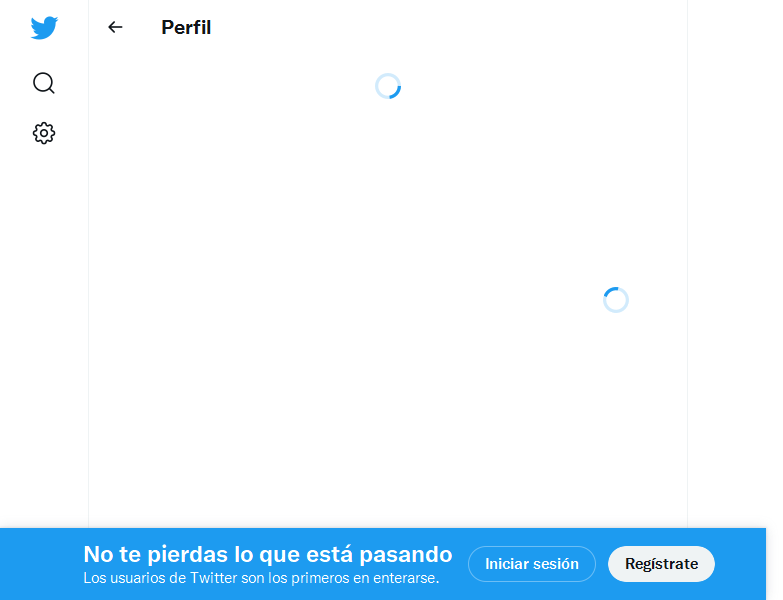 Perfil
No te pierdas lo que está pasando
Los usuarios de Twitter son los primeros en enterarse.
Iniciar sesión
Regístrate